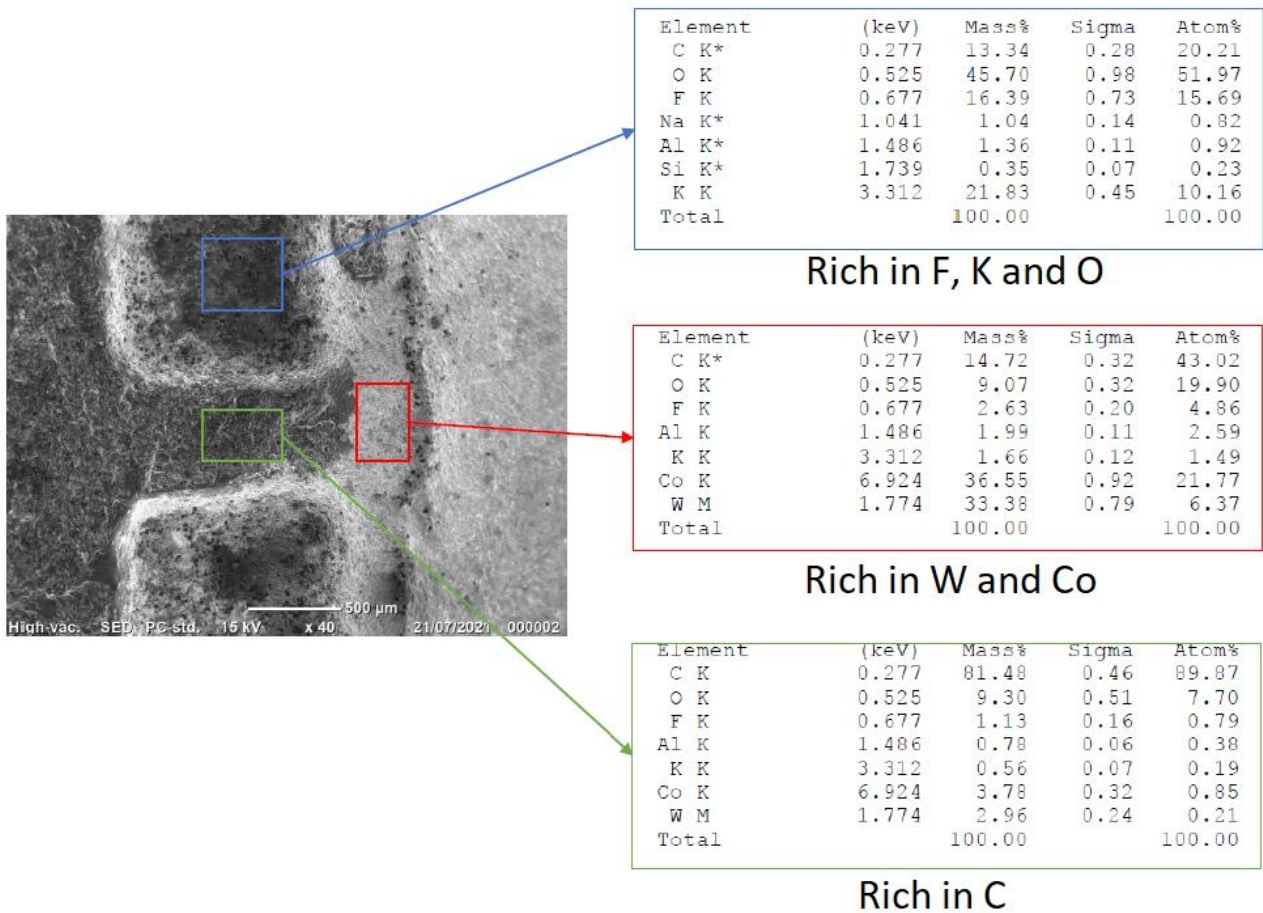 Element (keV) Mass% Sigma Atom%
C K* 0.277 13.34 0.28 20.21
O K 0.525 45.70 0.98 51.97
F K 0.677 16.39 0.73 15.69
Na K* 1.041 1.04 0.14 0.82
Al K* 1.486 1.36 0.11 0.92
Si K* 1.739 0.35 0.07 0.23
K K 3.312 21.83 0.45 10.16
Total 100.00 100.00
Rich in F, K and O
Element (keV) Mass% Sigma Atom%
C K* 0.277 14.72 0.32 43.02
O K 0.525 9.07 0.32 19.90
F K 0.677 2.63 0.20 4.86
Al K 1.486 1.99 0.11 2.59
K K 3.312 1.66 0.12 1.49
Co K 6.924 36.55 0.92 21.77
W M 1.774 33.38 0.79 6.37
Total 100.00 100.00
Rich in W and Co
500 µm
High-vac. SED PC-std. 15 kV x 40 21/07/2021 000002
Element (keV) Mass% Sigma Atom%
C K 0.277 81.48 0.46 89.87
O K 0.525 9.30 0.51 7.70
F K 0.677 1.13 0.16 0.79
Al K 1.486 0.78 0.06 0.38
K K 3.312 0.56 0.07 0.19
Co K 6.924 3.78 0.32 0.85
W M 1.774 2.96 0.24 0.21
Total 100.00 100.00
Rich in C